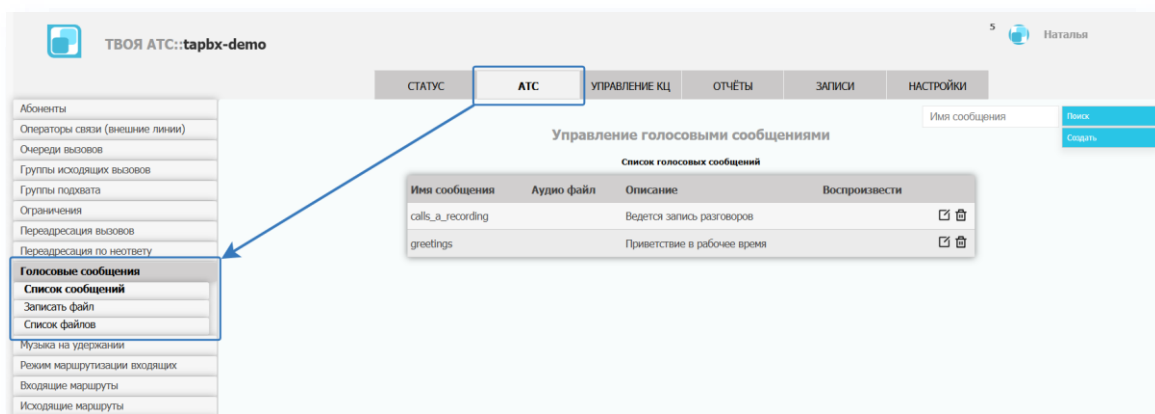 ТВОЯ АТС::tapbx-demo
5
Наталья
СТАТУС АТС УПРАВЛЕНИЕ КЦ ОТЧЁТЫ ЗАПИСИ НАСТРОЙКИ
Абоненты
Операторы связи (внешние линии)
Очереди вызовов
Группы исходящих вызовов
Группы подхвата
Ограничения
Переадресация вызовов
Переадресация по неответу
Голосовые сообщения
Список сообщений
Записать файл
Список файлов
Музыка на удержании
Режим маршрутизации входящих
Входящие маршруты
Исходящие маршруты
Имя сообщения Поиск
Создать
Управление голосовыми сообщениями
Список голосовых сообщений
Имя сообщения Аудио файл Описание Воспроизвести
calls_a_recording Ведется запись разговоров
greetings Приветствие в рабочее время